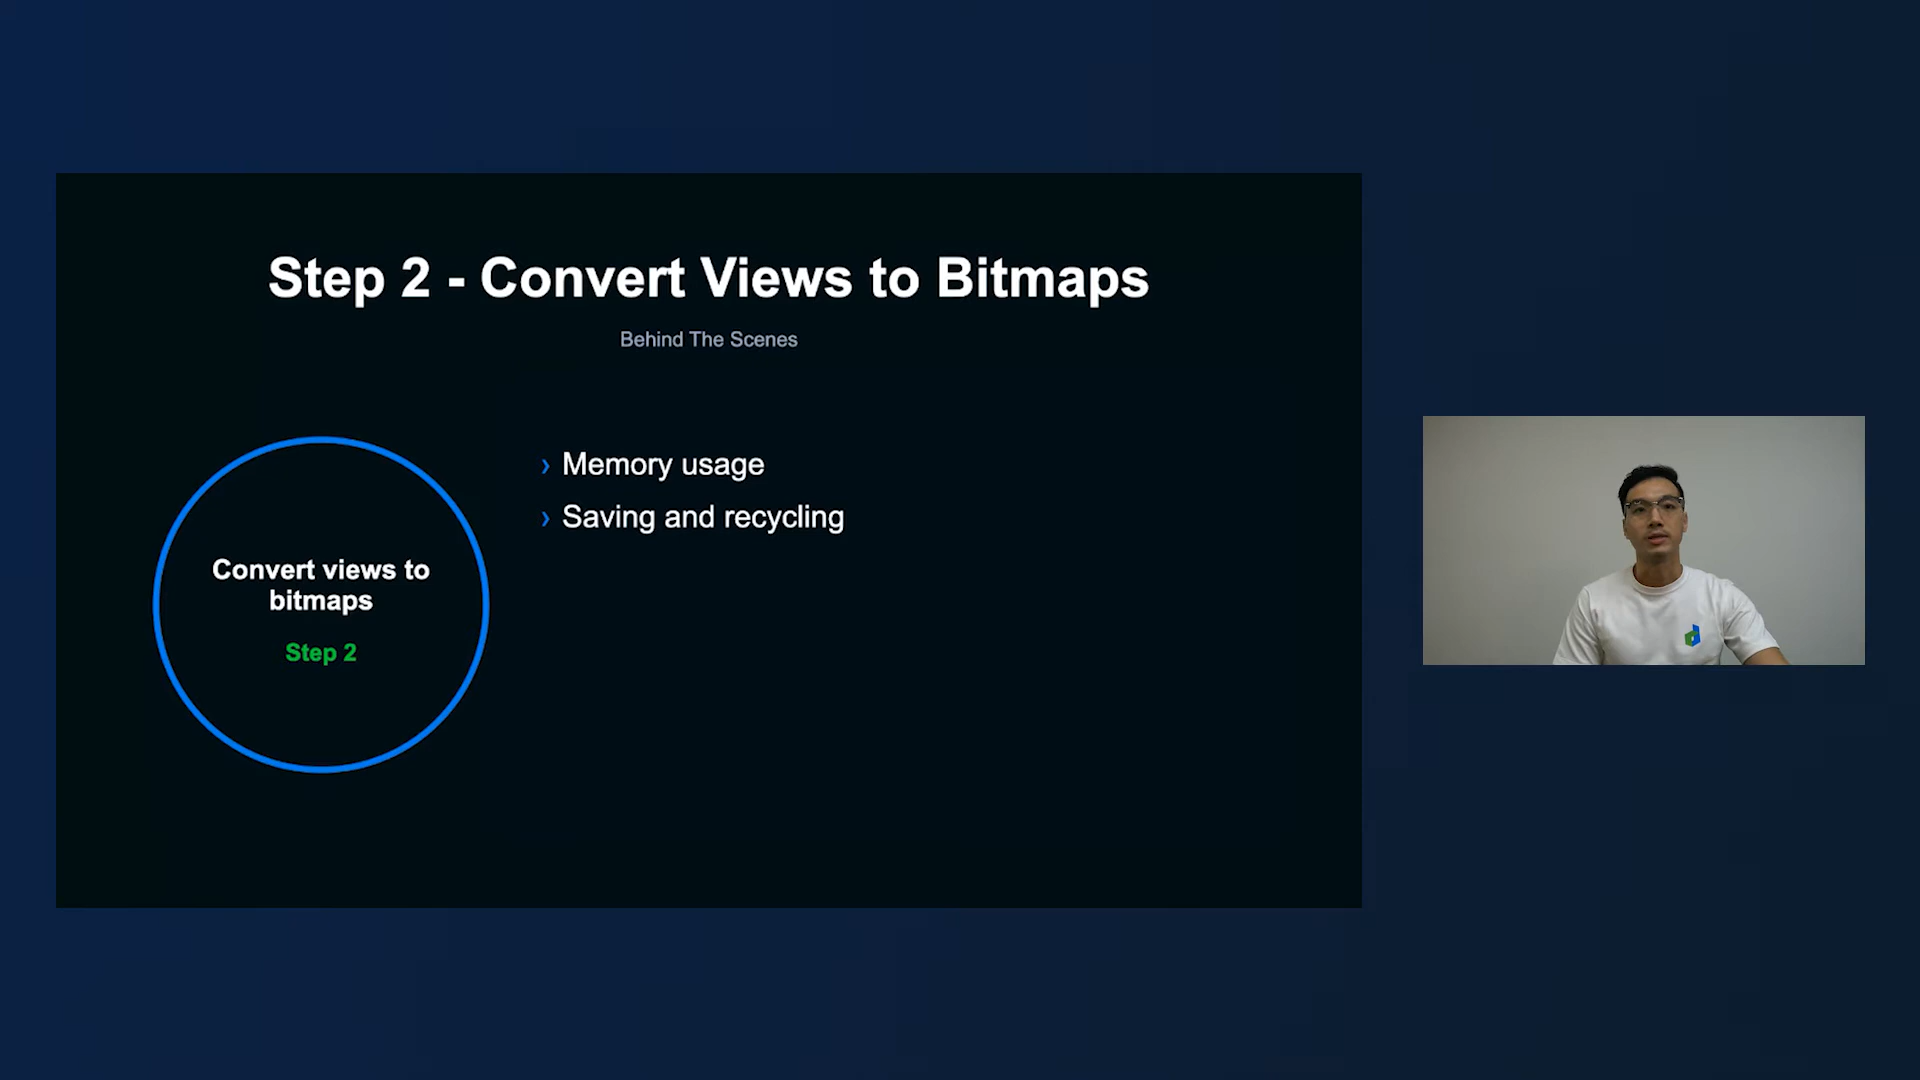 Step 2 - Convert Views to Bitmaps
Behind The Scenes
› Memory usage
› Saving and recycling
Convert views to
bitmaps
Step 2